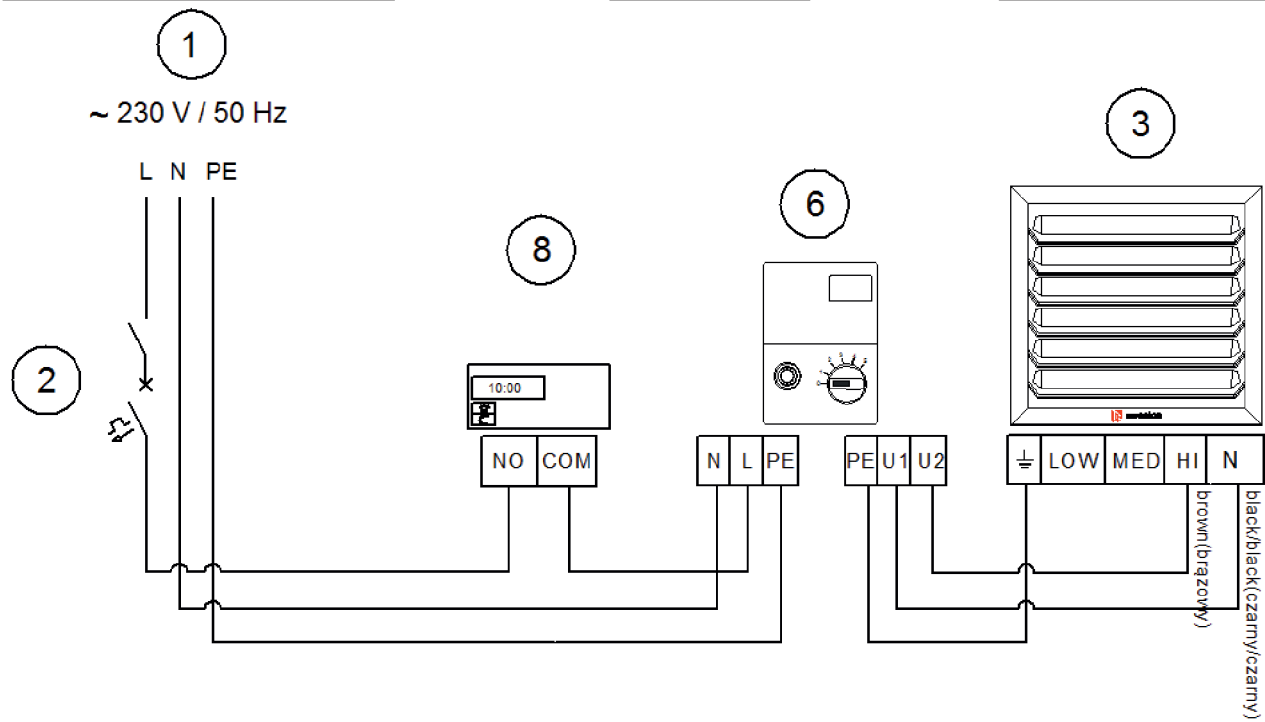 1
~ 230 V / 50 Hz
L N PE
2
8
10:00
NO COM
6
N L PE
PE U1 U2
3
LOW MED HI N
brown(brązowy)
black/black(czarny/czarny)